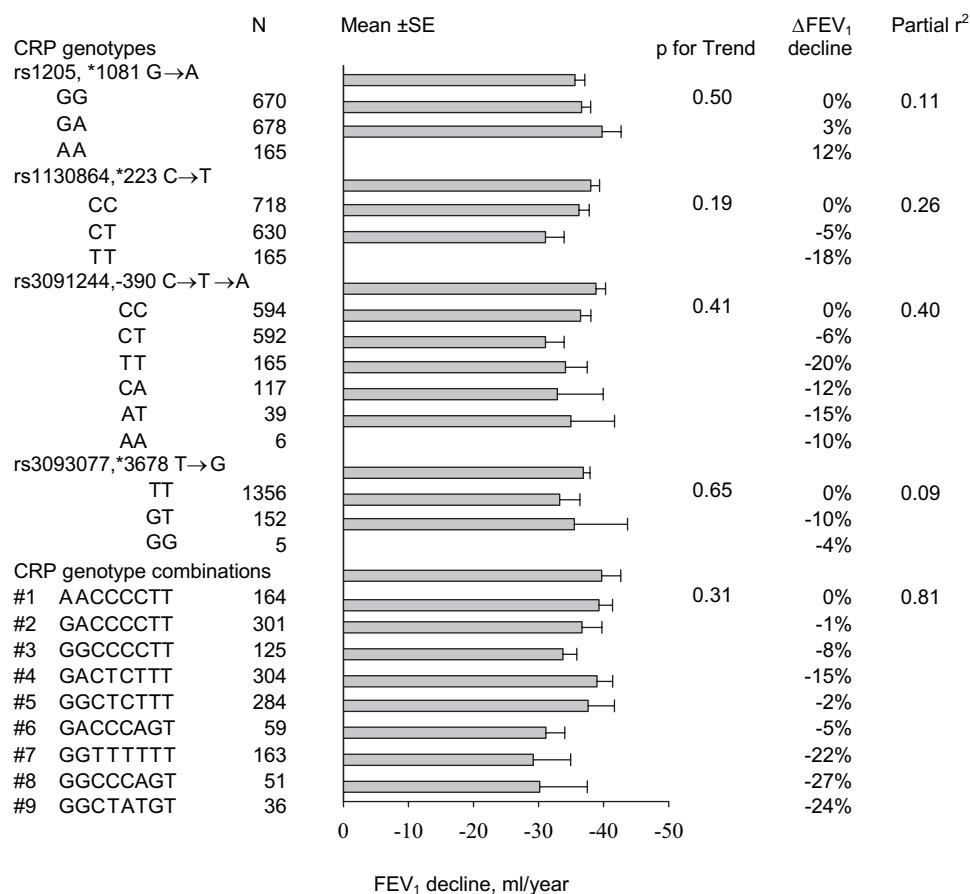 N Mean ±SE ΔFEV₁ Partial r²
CRP genotypes p for Trend decline
rs1205, *1081 G→A
GG 670 0.50 0% 0.11
GA 678 3%
AA 165 12%
rs1130864,*223 C→T
CC 718 0.19 0% 0.26
CT 630 -5%
TT 165 -18%
rs3091244,-390 C→T→A
CC 594 0.41 0% 0.40
CT 592 -6%
TT 165 -20%
CA 117 -12%
AT 39 -15%
AA 6 -10%
rs3093077,*3678 T→G
TT 1356 0.65 0% 0.09
GT 152 -10%
GG 5 -4%
CRP genotype combinations
#1 AACCCCTT 164 0.31 0% 0.81
#2 GACCCCTT 301 -1%
#3 GGCCCCTT 125 -8%
#4 GACTCTTT 304 -15%
#5 GGCTCTTT 284 -2%
#6 GACCCAGT 59 -5%
#7 GGTTTTTT 163 -22%
#8 GGCCCAGT 51 -27%
#9 GGCTATGT 36 -24%
0 -10 -20 -30 -40 -50
FEV₁ decline, ml/year